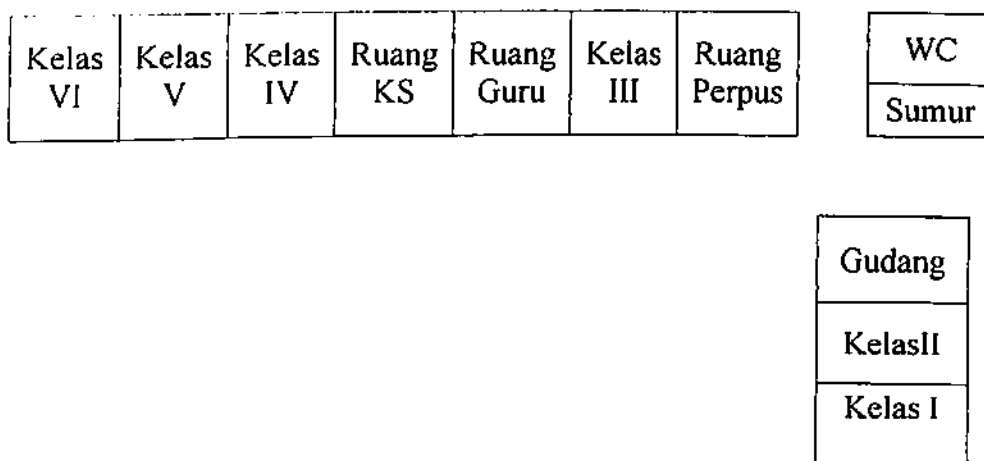 Kelas
VI
Kelas
V
Kelas
IV
Ruang
KS
Ruang
Guru
Kelas
III
Ruang
Perpus
WC
Sumur
Gudang
KelasII
Kelas I